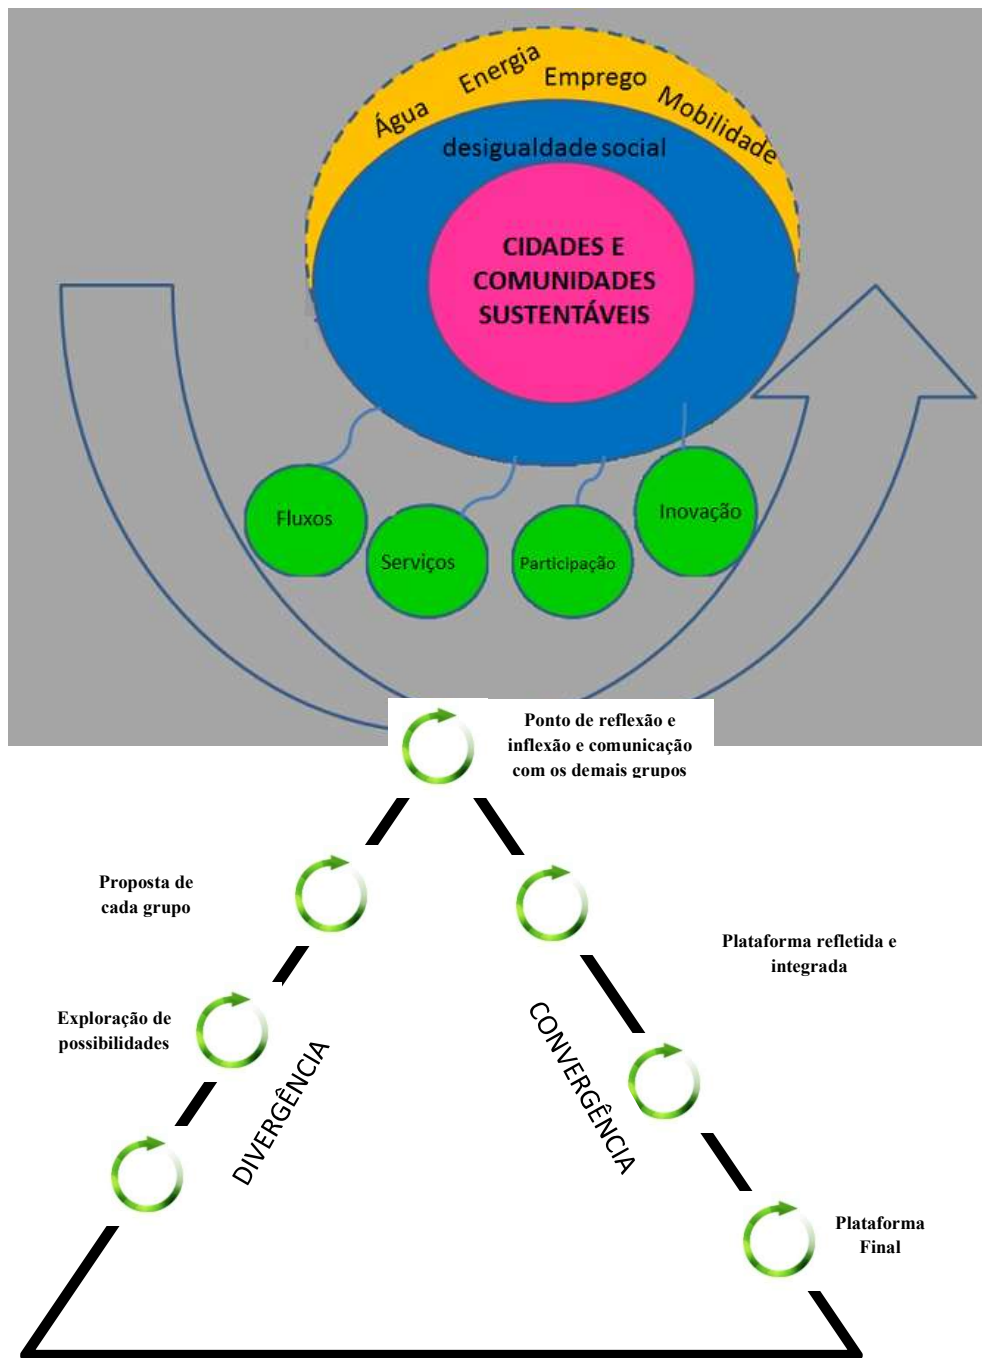 Água
Energia
Emprego
Mobilidade
desigualdade social
CIDADES E
COMUNIDADES
SUSTENTÁVEIS
Fluxos
Serviços
Participação
Inovação
Ponto de reflexão e
inflexão e comunicação
com os demais grupos
Proposta de
cada grupo
Plataforma refletida e
integrada
Exploração de
possibilidades
DIVERGÊNCIA
CONVERGÊNCIA
Plataforma
Final